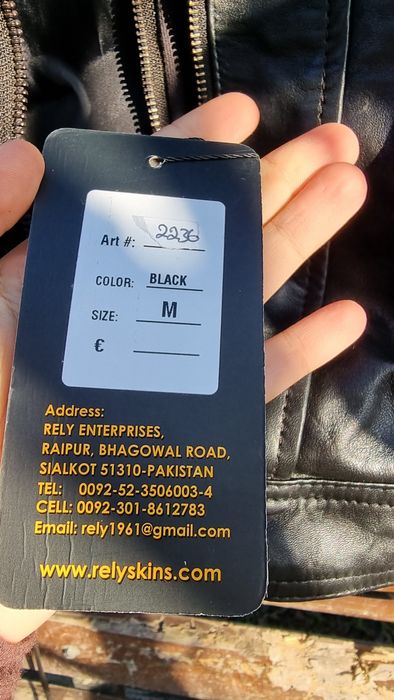 Art #: 2236
COLOR: BLACK
SIZE: M
€
Address:
RELY ENTERPRISES,
RAIPUR, BHAGOWAL ROAD,
SIALKOT 51310-PAKISTAN
TEL: 0092-52-3506003-4
CELL: 0092-301-8612783
Email: rely1961@gmail.com
www.relyskins.com